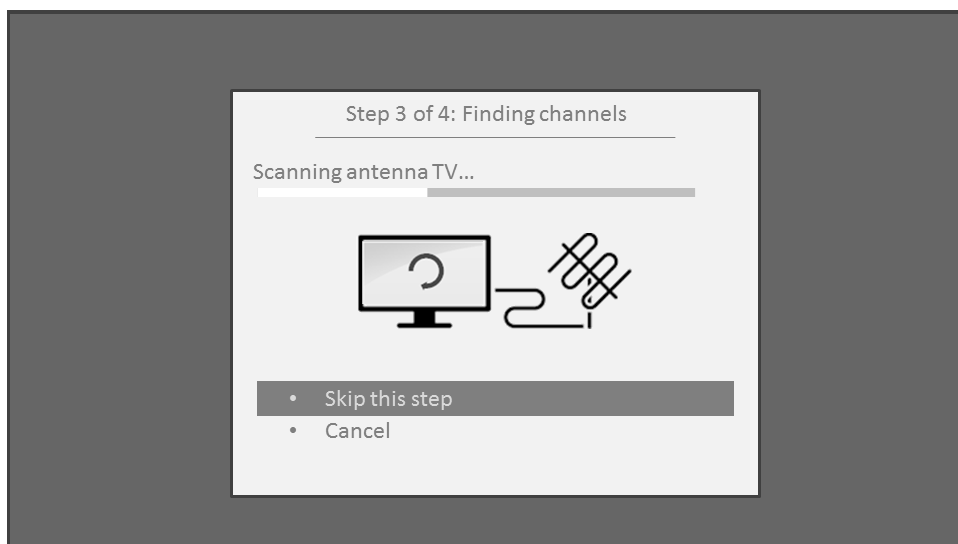 Step 3 of 4: Finding channels
Scanning antenna TV…
• Skip this step
• Cancel